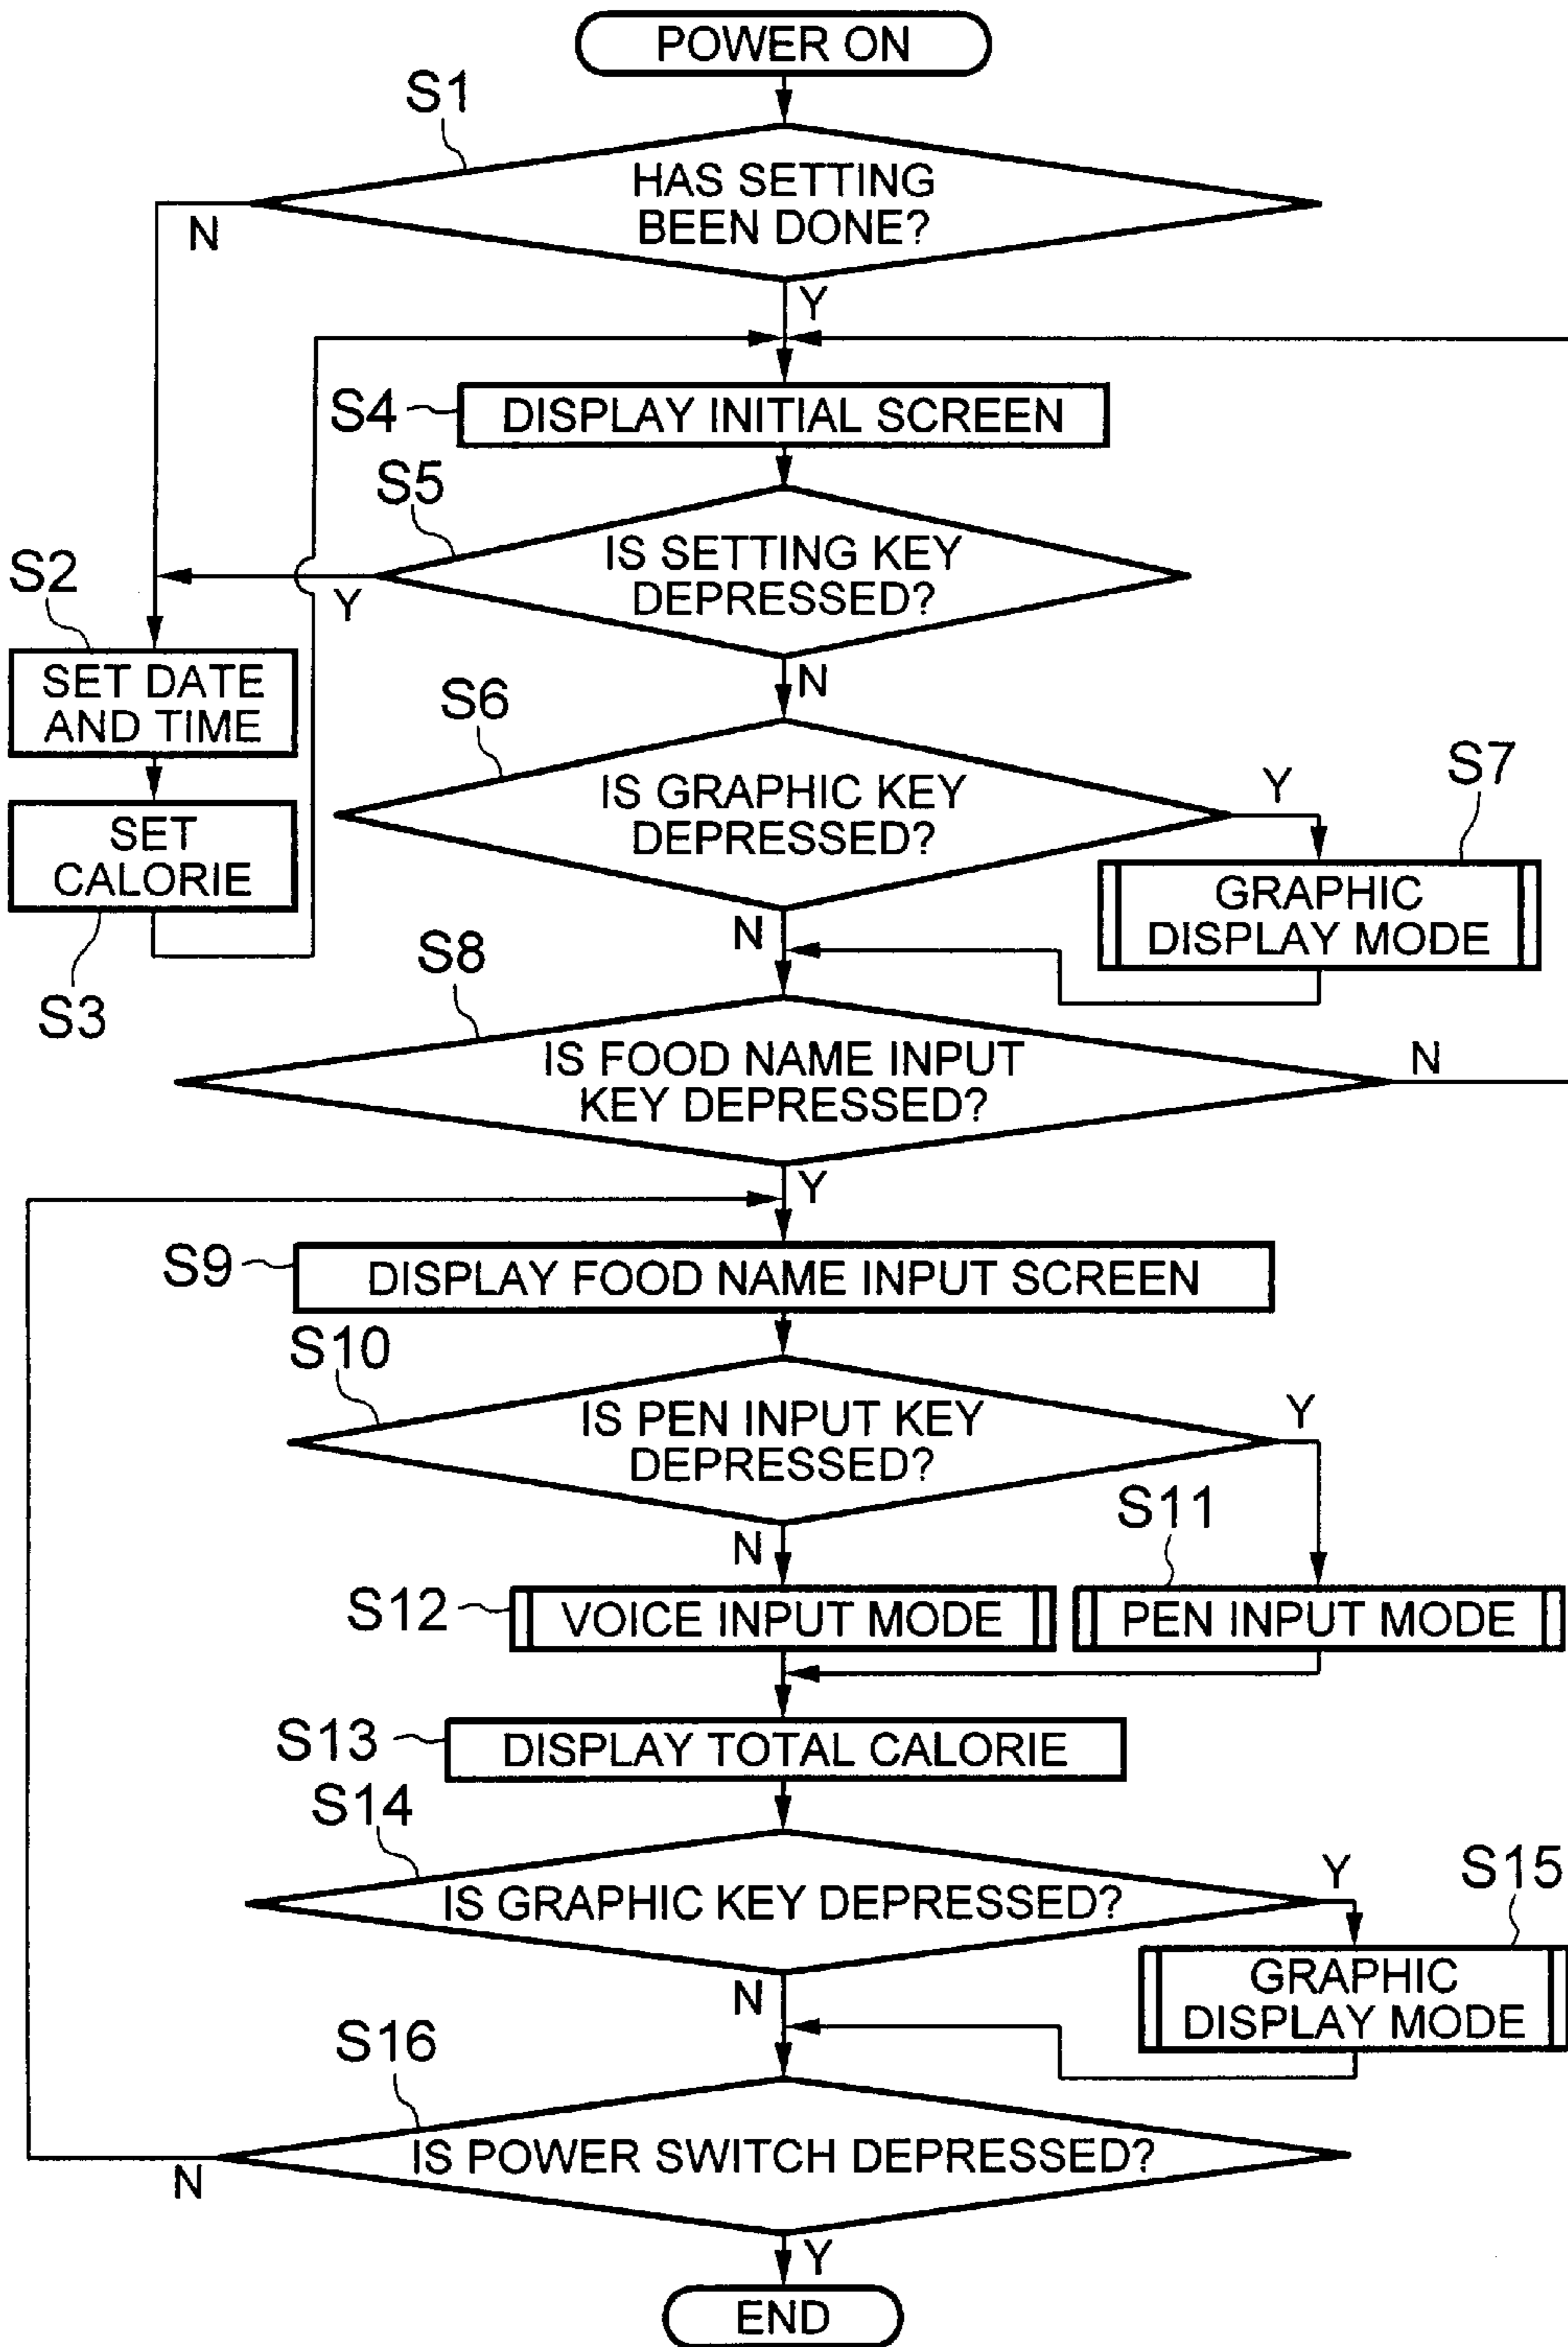 POWER ON
S1
HAS SETTING
BEEN DONE?
N
Y
S4
DISPLAY INITIAL SCREEN
S5
IS SETTING KEY
DEPRESSED?
Y
N
S2
SET DATE
AND TIME
SET
CALORIE
S3
S6
IS GRAPHIC KEY
DEPRESSED?
Y
N
S7
GRAPHIC
DISPLAY MODE
S8
IS FOOD NAME INPUT
KEY DEPRESSED?
N
Y
S9
DISPLAY FOOD NAME INPUT SCREEN
S10
IS PEN INPUT KEY
DEPRESSED?
Y
N
S11
S12
VOICE INPUT MODE
PEN INPUT MODE
S13
DISPLAY TOTAL CALORIE
S14
IS GRAPHIC KEY DEPRESSED?
Y
N
S15
GRAPHIC
DISPLAY MODE
S16
IS POWER SWITCH DEPRESSED?
N
Y
END